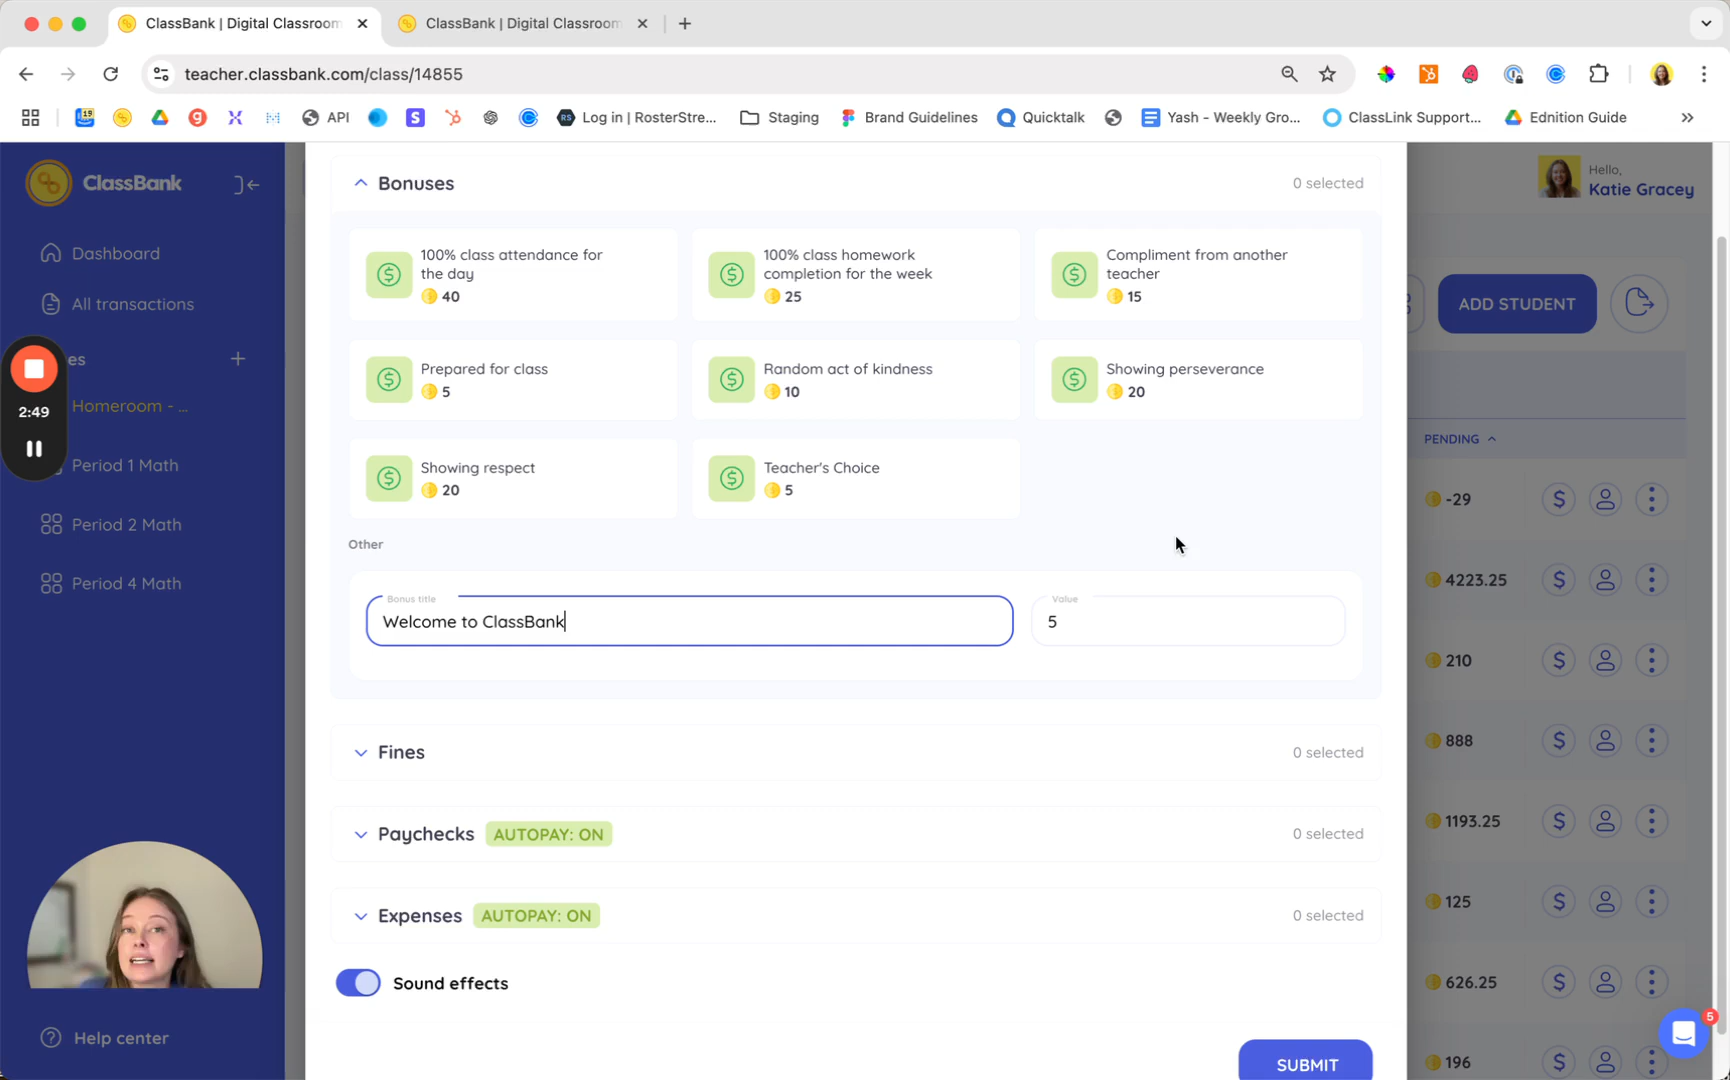 ClassBank | Digital Classroom
ClassBank | Digital Classroom
teacher.classbank.com/class/14855
19
API
S
RS
Log in | RosterStre...
Staging
Brand Guidelines
Quicktalk
Yash - Weekly Gro...
ClassLink Support...
Ednition Guide
ClassBank
Dashboard
All transactions
es
2:49
Homeroom - ...
Period 1 Math
Period 2 Math
Period 4 Math
Help center
Bonuses
0 selected
100% class attendance for
the day
40
100% class homework
completion for the week
25
Compliment from another
teacher
15
Prepared for class
5
Random act of kindness
10
Showing perseverance
20
Showing respect
20
Teacher's Choice
5
Other
Bonus title
Welcome to ClassBank
Value
5
Fines
0 selected
Paychecks
AUTOPAY: ON
0 selected
Expenses
AUTOPAY: ON
0 selected
Sound effects
SUBMIT
Hello,
Katie Gracey
ADD STUDENT
PENDING
-29
4223.25
210
888
1193.25
125
626.25
196
5